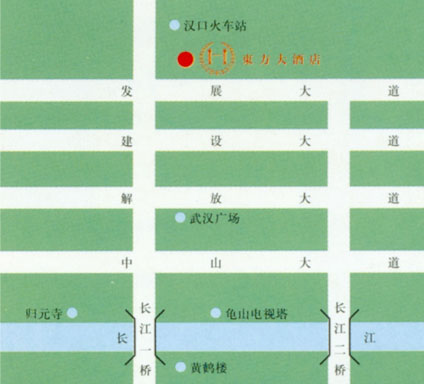 汉口火车站
東方大酒店
发展大道
建设大道
解放大道
武汉广场
中山大道
归元寺
长江一桥
龟山电视塔
长江二桥
长江
黄鹤楼